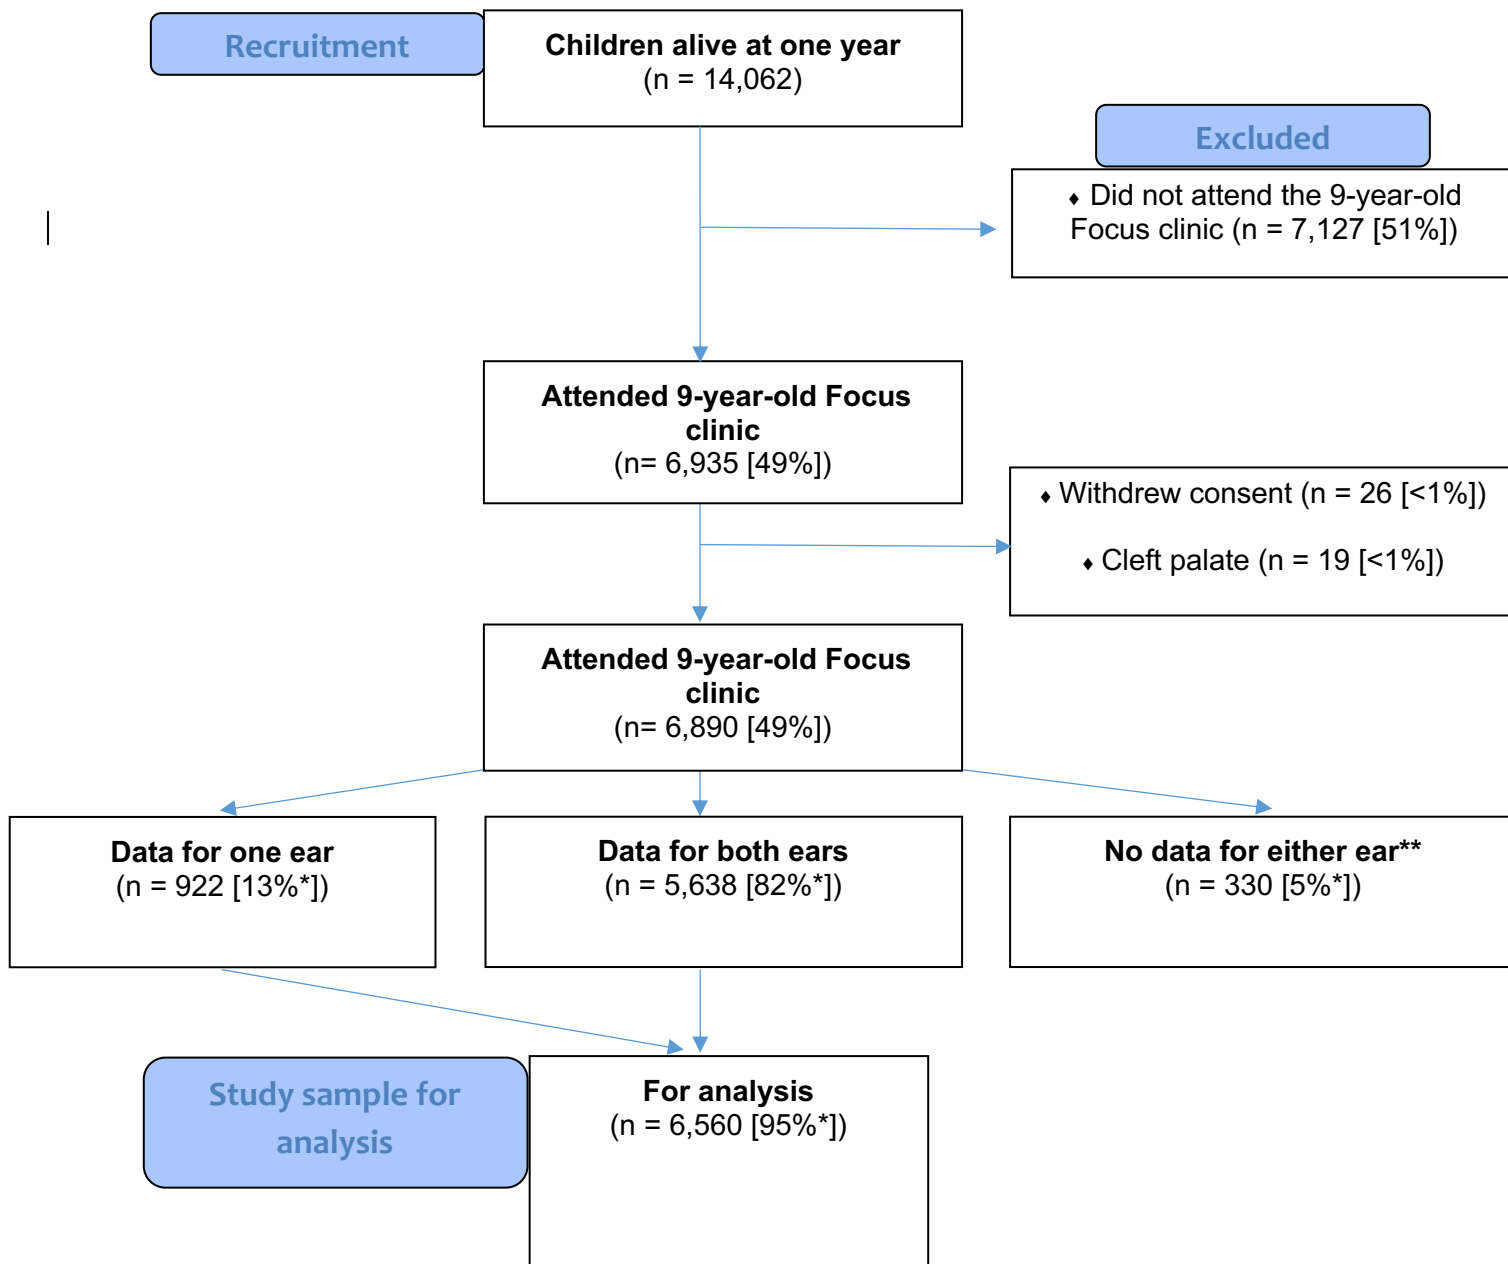 Recruitment
Children alive at one year
(n = 14,062)
Excluded
♦ Did not attend the 9-year-old
Focus clinic (n = 7,127 [51%])
Attended 9-year-old Focus
clinic
(n= 6,935 [49%])
♦ Withdrew consent (n = 26 [<1%])
♦ Cleft palate (n = 19 [<1%])
Attended 9-year-old Focus
clinic
(n= 6,890 [49%])
Data for one ear
(n = 922 [13%*])
Data for both ears
(n = 5,638 [82%*])
No data for either ear**
(n = 330 [5%*])
Study sample for
analysis
For analysis
(n = 6,560 [95%*])